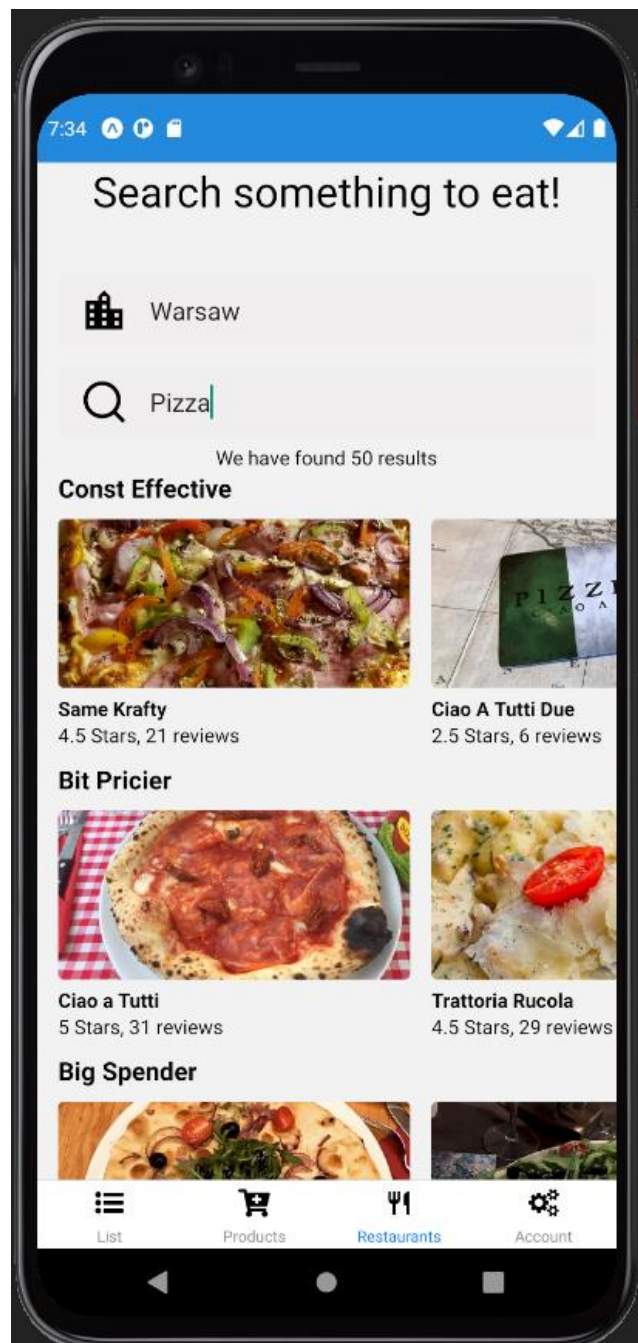 7:34
Search something to eat!
Warsaw
Pizza
We have found 50 results
Const Effective
Same Krafty
4.5 Stars, 21 reviews
Ciao A Tutti Due
2.5 Stars, 6 reviews
Bit Pricier
Ciao a Tutti
5 Stars, 31 reviews
Trattoria Rucola
4.5 Stars, 29 reviews
Big Spender
List
Products
Restaurants
Account